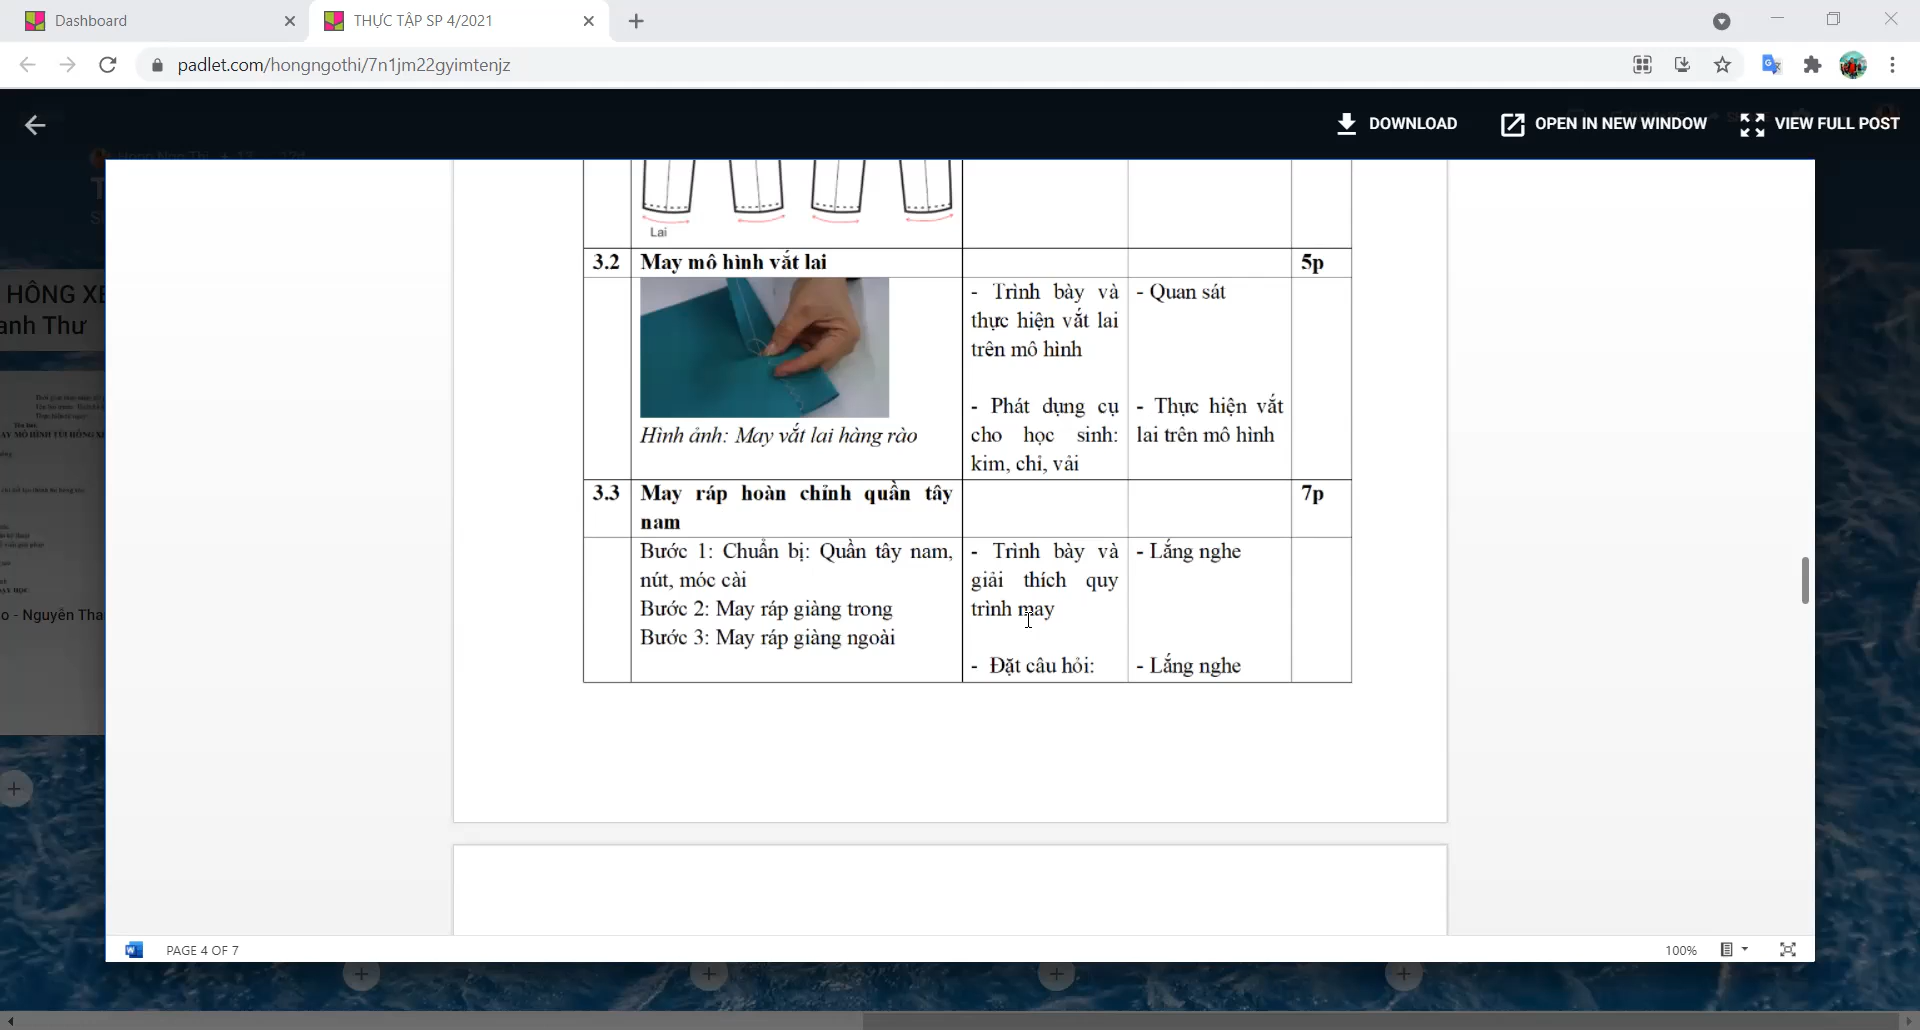 Dashboard
THỰC TẬP SP 4/2021
padlet.com/hongngothi/7n1jm22gyimtenjz
DOWNLOAD
OPEN IN NEW WINDOW
VIEW FULL POST
HỒNG XẾ
anh Thư
o - Nguyễn Tha
Lai
3.2 May mô hình vắt lai 5p
- Trình bày và - Quan sát
thực hiện vắt lai
trên mô hình
- Phát dụng cụ - Thực hiện vắt
cho học sinh: lai trên mô hình
kim, chỉ, vải
Hình ảnh: May vắt lai hàng rào
3.3 May ráp hoàn chỉnh quần tây 7p
nam
Bước 1: Chuẩn bị: Quần tây nam, - Trình bày và - Lắng nghe
nút, móc cài giải thích quy
Bước 2: May ráp giàng trong trình may
Bước 3: May ráp giàng ngoài
- Đặt câu hỏi: - Lắng nghe
PAGE 4 OF 7
100%